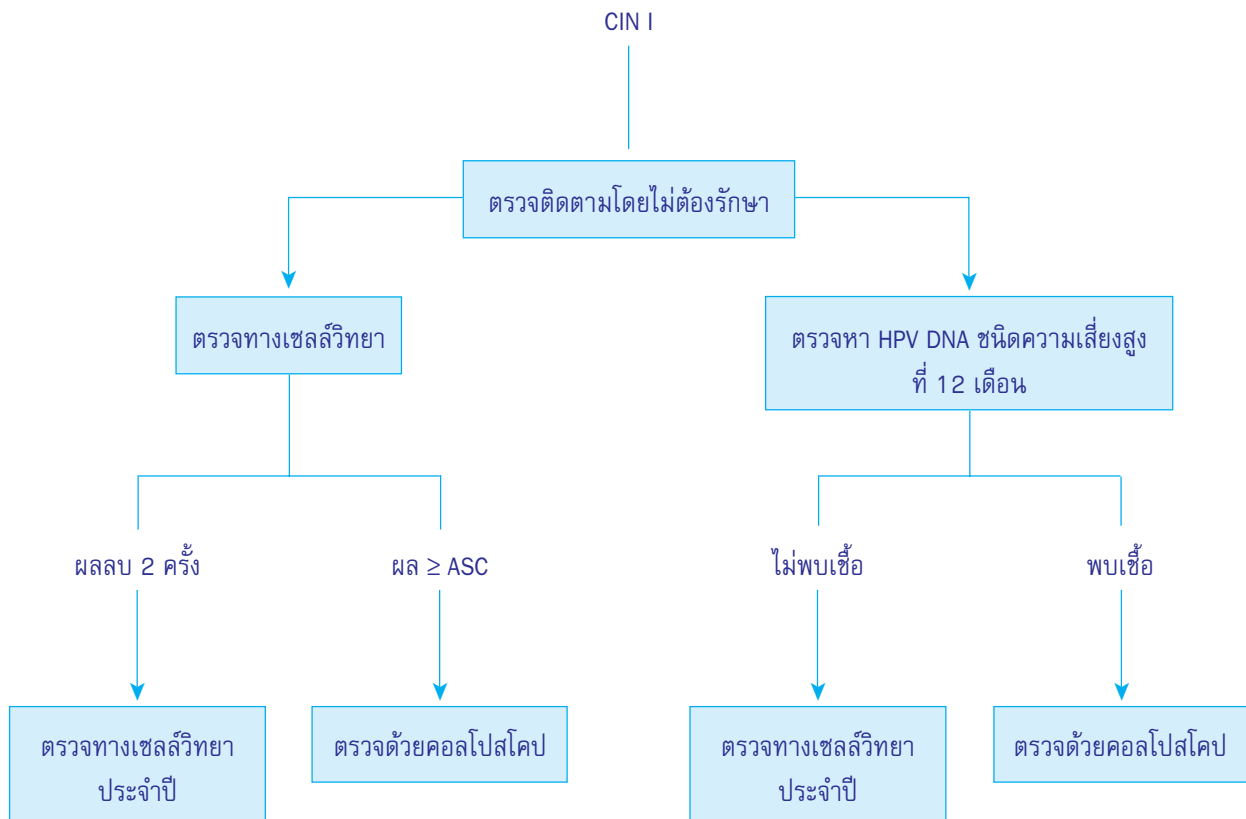 CIN I
ตรวจติดตามโดยไม่ต้องรักษา
ตรวจทางเซลล์วิทยา
ตรวจหา HPV DNA ชนิดความเสี่ยงสูง
ที่ 12 เดือน
ผลลบ 2 ครั้ง
ผล ≥ ASC
ไม่พบเชื้อ
พบเชื้อ
ตรวจทางเซลล์วิทยา
ประจำปี
ตรวจด้วยคอลโปสโคป
ตรวจทางเซลล์วิทยา
ประจำปี
ตรวจด้วยคอลโปสโคป